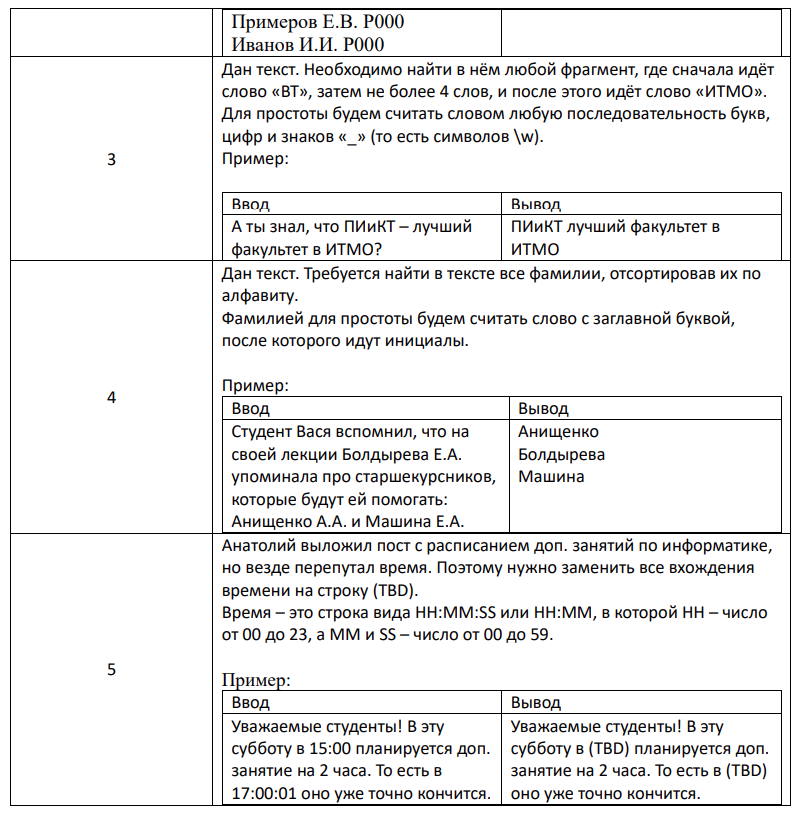 Примеров Е.В. P000
Иванов И.И. P000
3
Дан текст. Необходимо найти в нём любой фрагмент, где сначала идёт
слово «ВТ», затем не более 4 слов, и после этого идёт слово «ИТМО».
Для простоты будем считать словом любую последовательность букв,
цифр и знаков «_» (то есть символов \w).
Пример:
Ввод
Вывод
А ты знал, что ПИиКТ – лучший
факультет в ИТМО?
ПИиКТ лучший факультет в
ИТМО
4
Дан текст. Требуется найти в тексте все фамилии, отсортировав их по
алфавиту.
Фамилией для простоты будем считать слово с заглавной буквой,
после которого идут инициалы.
Пример:
Ввод
Вывод
Студент Вася вспомнил, что на
своей лекции Болдырева Е.А.
упоминала про старшекурсников,
которые будут ей помогать:
Анищенко А.А. и Машина Е.А.
Анищенко
Болдырева
Машина
5
Анатолий выложил пост с расписанием доп. занятий по информатике,
но везде перепутал время. Поэтому нужно заменить все вхождения
времени на строку (TBD).
Время – это строка вида HH:MM:SS или HH:MM, в которой HH – число
от 00 до 23, а MM и SS – число от 00 до 59.
Пример:
Ввод
Вывод
Уважаемые студенты! В эту
субботу в 15:00 планируется доп.
занятие на 2 часа. То есть в
17:00:01 оно уже точно кончится.
Уважаемые студенты! В эту
субботу в (TBD) планируется доп.
занятие на 2 часа. То есть в (TBD)
оно уже точно кончится.